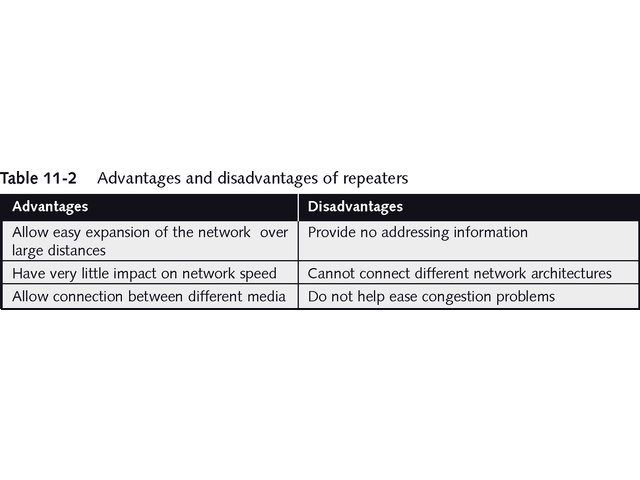 Table 11-2 Advantages and disadvantages of repeaters
Advantages Disadvantages
Allow easy expansion of the network over Provide no addressing information
large distances
Have very little impact on network speed Cannot connect different network architectures
Allow connection between different media Do not help ease congestion problems